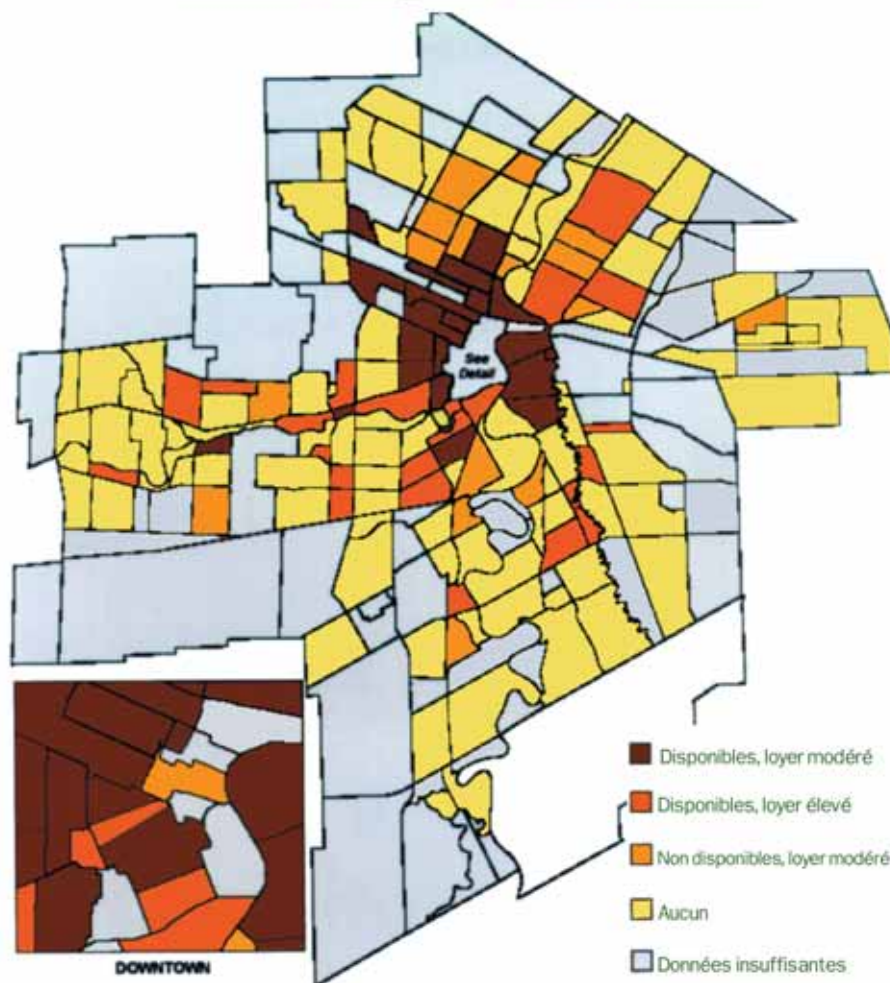 See
Detail
Disponibles, loyer modéré
Disponibles, loyer élevé
Non disponibles, loyer modéré
Aucun
Données insuffisantes
DOWNTOWN